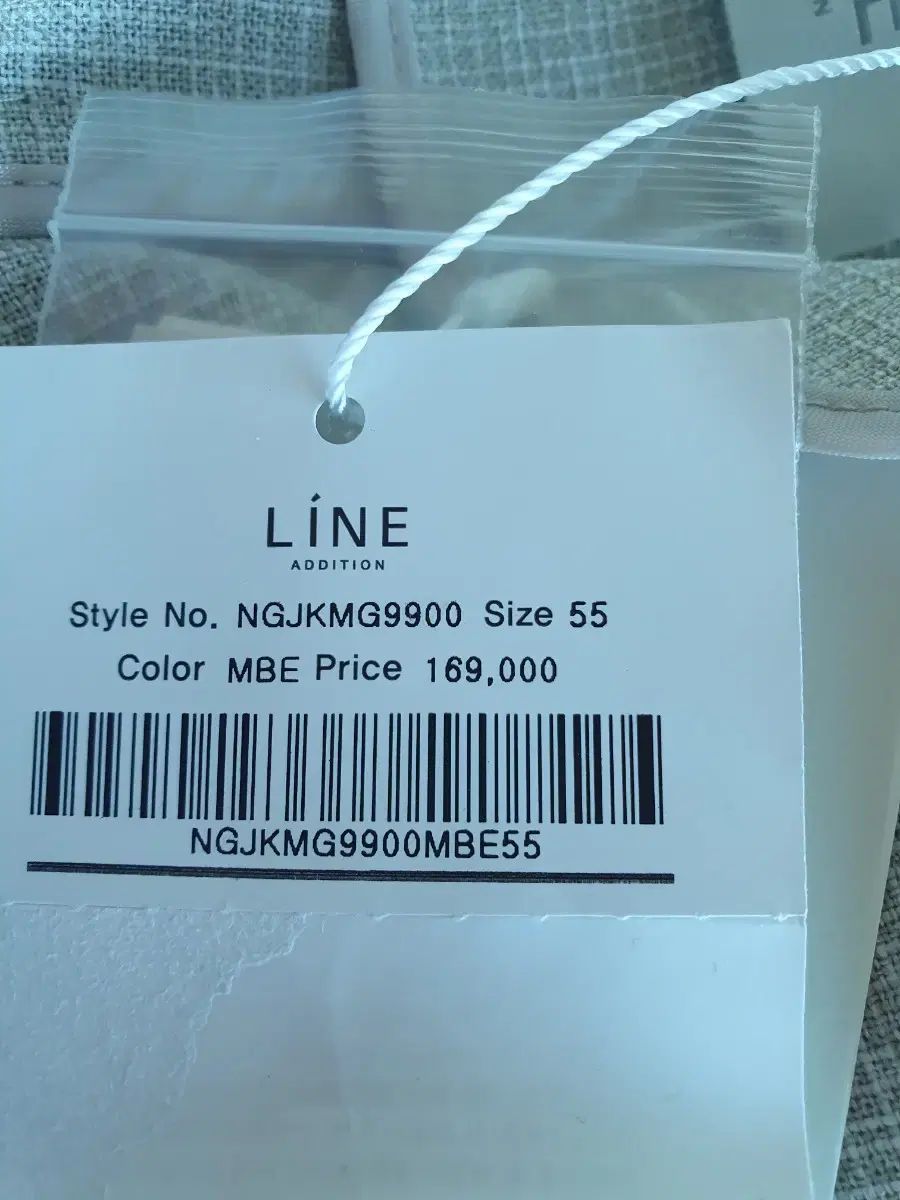 LÍNE
ADDITION
Style No. NGJKMG9900 Size 55
Color MBE Price 169,000
NGJKMG9900MBE55